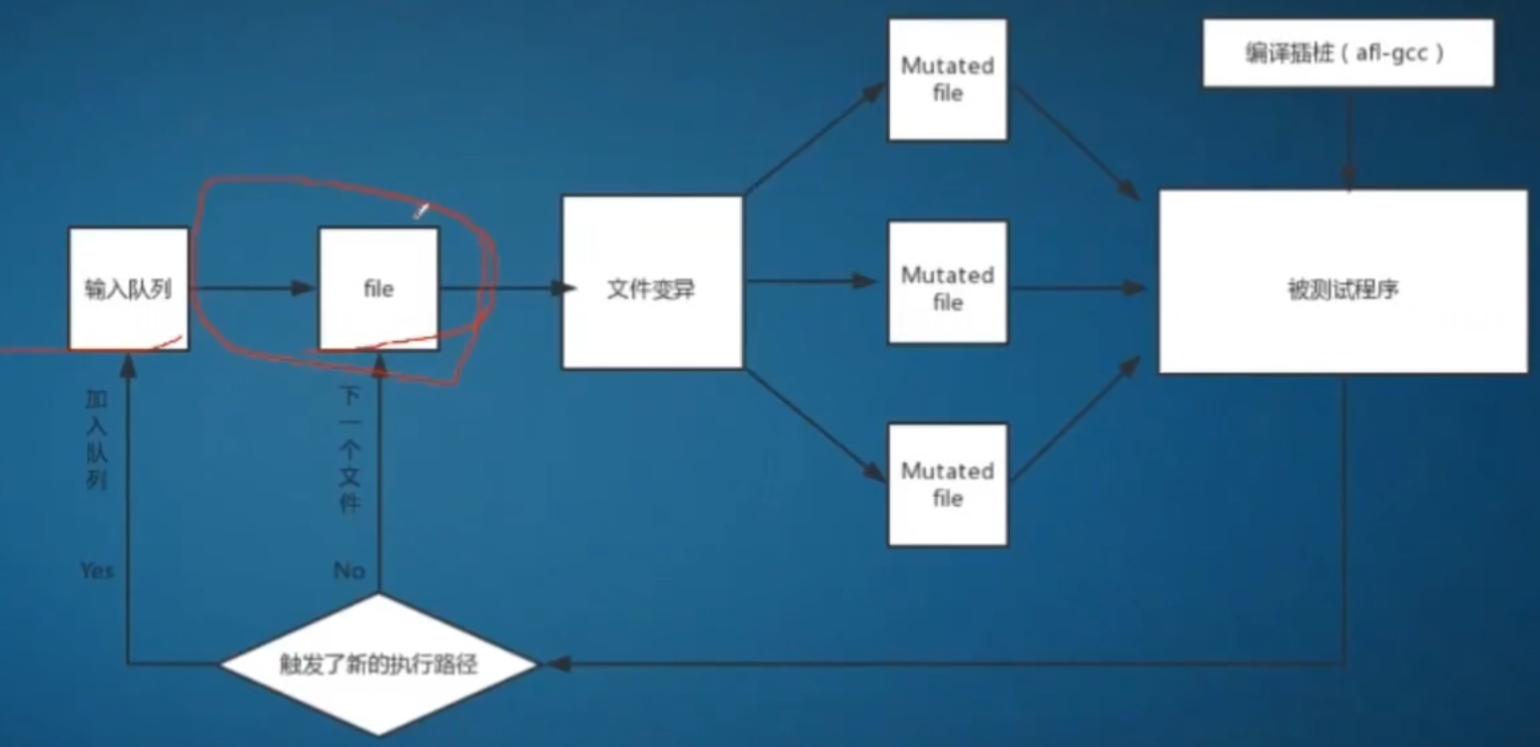 Mutated
file
编译插桩（afl-gcc）
输入队列
file
文件变异
Mutated
file
被测试程序
加入队列
下一个文件
Mutated
file
Yes
No
触发了新的执行路径